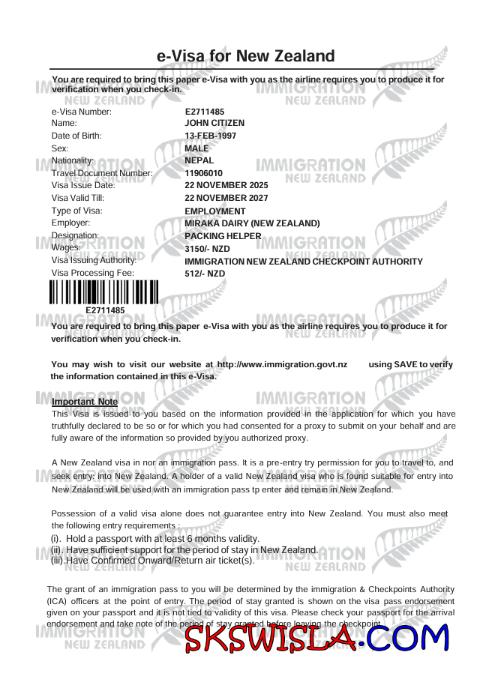 e-Visa for New Zealand
You are required to bring this paper e-Visa with you as the airline requires you to produce it for
verification when you check-in.
e-Visa Number: E2711485
Name: JOHN CITIZEN
Date of Birth: 13-FEB-1997
Sex: MALE
Nationality: NEPAL
Travel Document Number: 11906010
Visa Issue Date: 22 NOVEMBER 2025
Visa Valid Till: 22 NOVEMBER 2027
Type of Visa: EMPLOYMENT
Employer: MIRAKA DAIRY (NEW ZEALAND)
Designation: PACKING HELPER
Wages: 3150/- NZD
Visa Issuing Authority: IMMIGRATION NEW ZEALAND CHECKPOINT AUTHORITY
Visa Processing Fee: 512/- NZD
E2711485
You are required to bring this paper e-Visa with you as the airline requires you to produce it for
verification when you check-in.
You may wish to visit our website at http://www.immigration.govt.nz using SAVE to verify
the information contained in this e-Visa.
Important Note
This Visa is issued to you based on the information provided in the application for which you have
truthfully declared to be so or for which you had consented for a proxy to submit on your behalf and are
fully aware of the information so provided by you authorized proxy.
A New Zealand visa in nor an immigration pass. It is a pre-entry try permission for you to travel to, and
seek entry: into New Zealand. A holder of a valid New Zealand visa who is found suitable for entry into
New Zealand will be used with an immigration pass tp enter and remain in New Zealand.
Possession of a valid visa alone does not guarantee entry into New Zealand. You must also meet
the following entry requirements :
(i). Hold a passport with at least 6 months validity.
(ii). Have sufficient support for the period of stay in New Zealand.
(iii).Have Confirmed Onward/Return air ticket(s).
The grant of an immigration pass to you will be determined by the immigration & Checkpoints Authority
(ICA) officers at the point of entry. The period of stay granted is shown on the visa pass endorsement
given on your passport and it is not tied to validity of this visa. Please check your passport for the arrival
endorsement and take note of the period of stay granted before leaving the checkpoint.
IMMIGRATION
NEW ZEALAND
SKSWISLA.COM